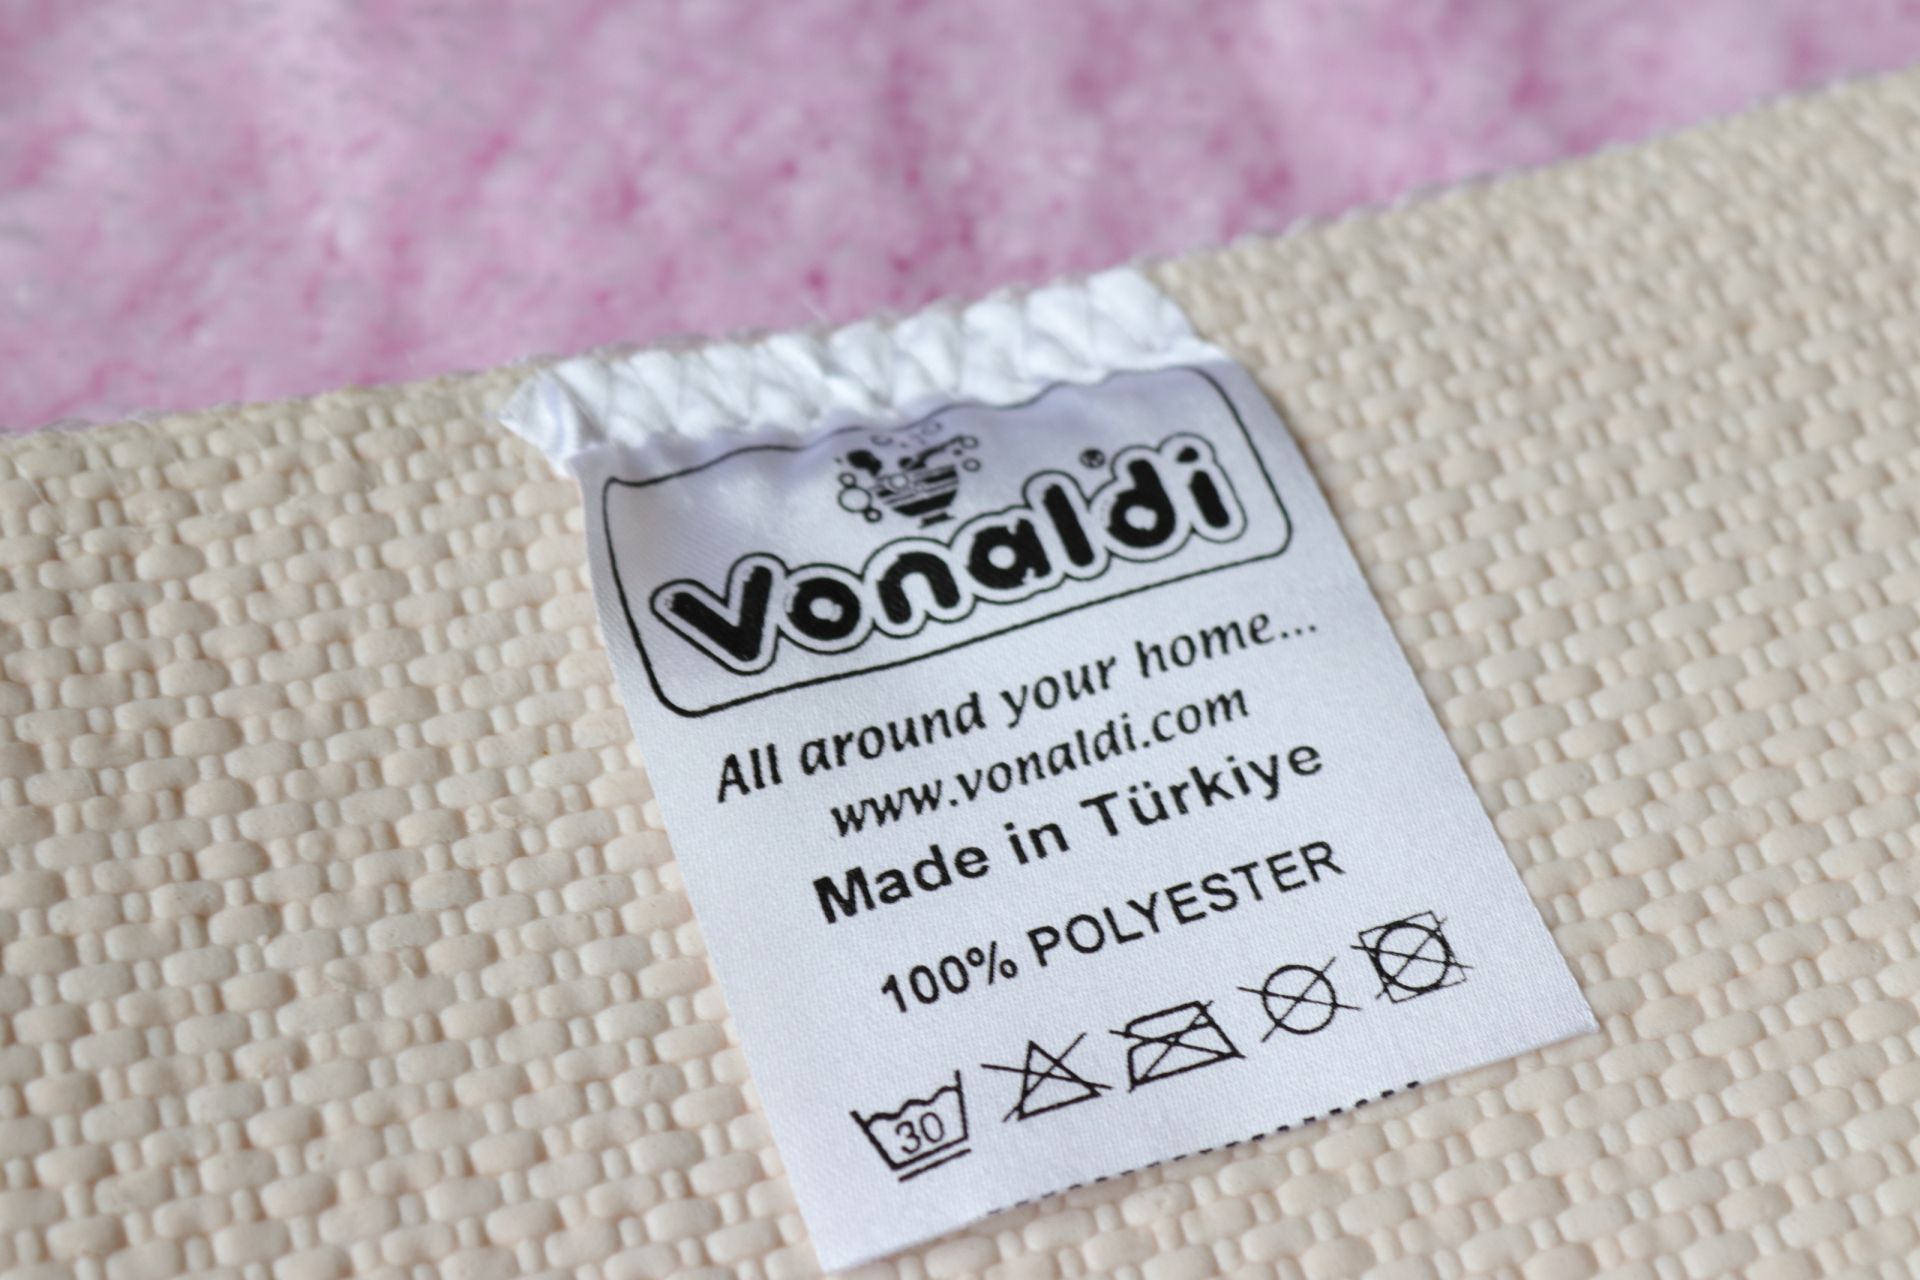 Vonaldi®
All around your home...
www.vonaldi.com
Made in Türkiye
100% POLYESTER
30